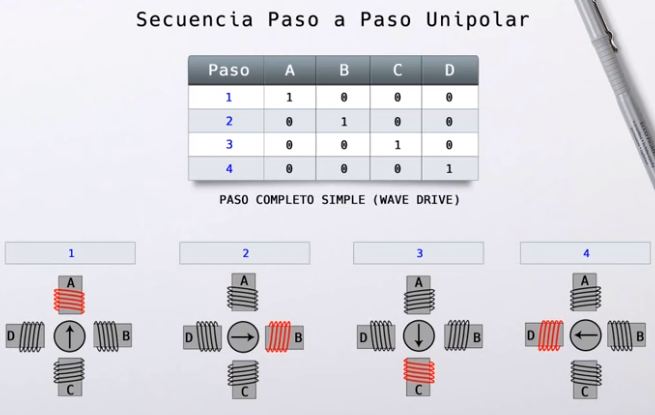 Secuencia Paso a Paso Unipolar
Paso A B C D
1 1 0 0 0
2 0 1 0 0
3 0 0 1 0
4 0 0 0 1
PASO COMPLETO SIMPLE (WAVE DRIVE)
1 2 3 4
A A A A
D B D B D B D B
C C C C